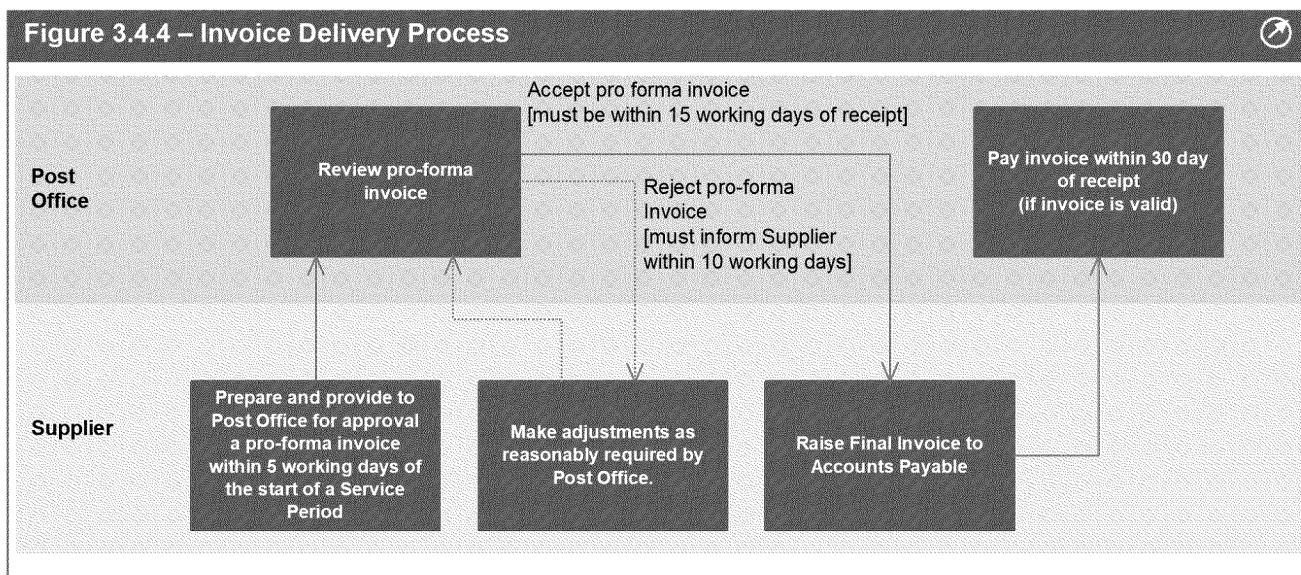 Figure 3.4.4 – Invoice Delivery Process
Post
Office
Review pro-forma
invoice
Accept pro forma invoice
[must be within 15 working days of receipt]
Reject pro-forma
Invoice
[must inform Supplier
within 10 working days]
Pay invoice within 30 day
of receipt
(if invoice is valid)
Supplier
Prepare and provide to
Post Office for approval
a pro-forma invoice
within 5 working days of
the start of a Service
Period
Make adjustments as
reasonably required by
Post Office.
Raise Final Invoice to
Accounts Payable